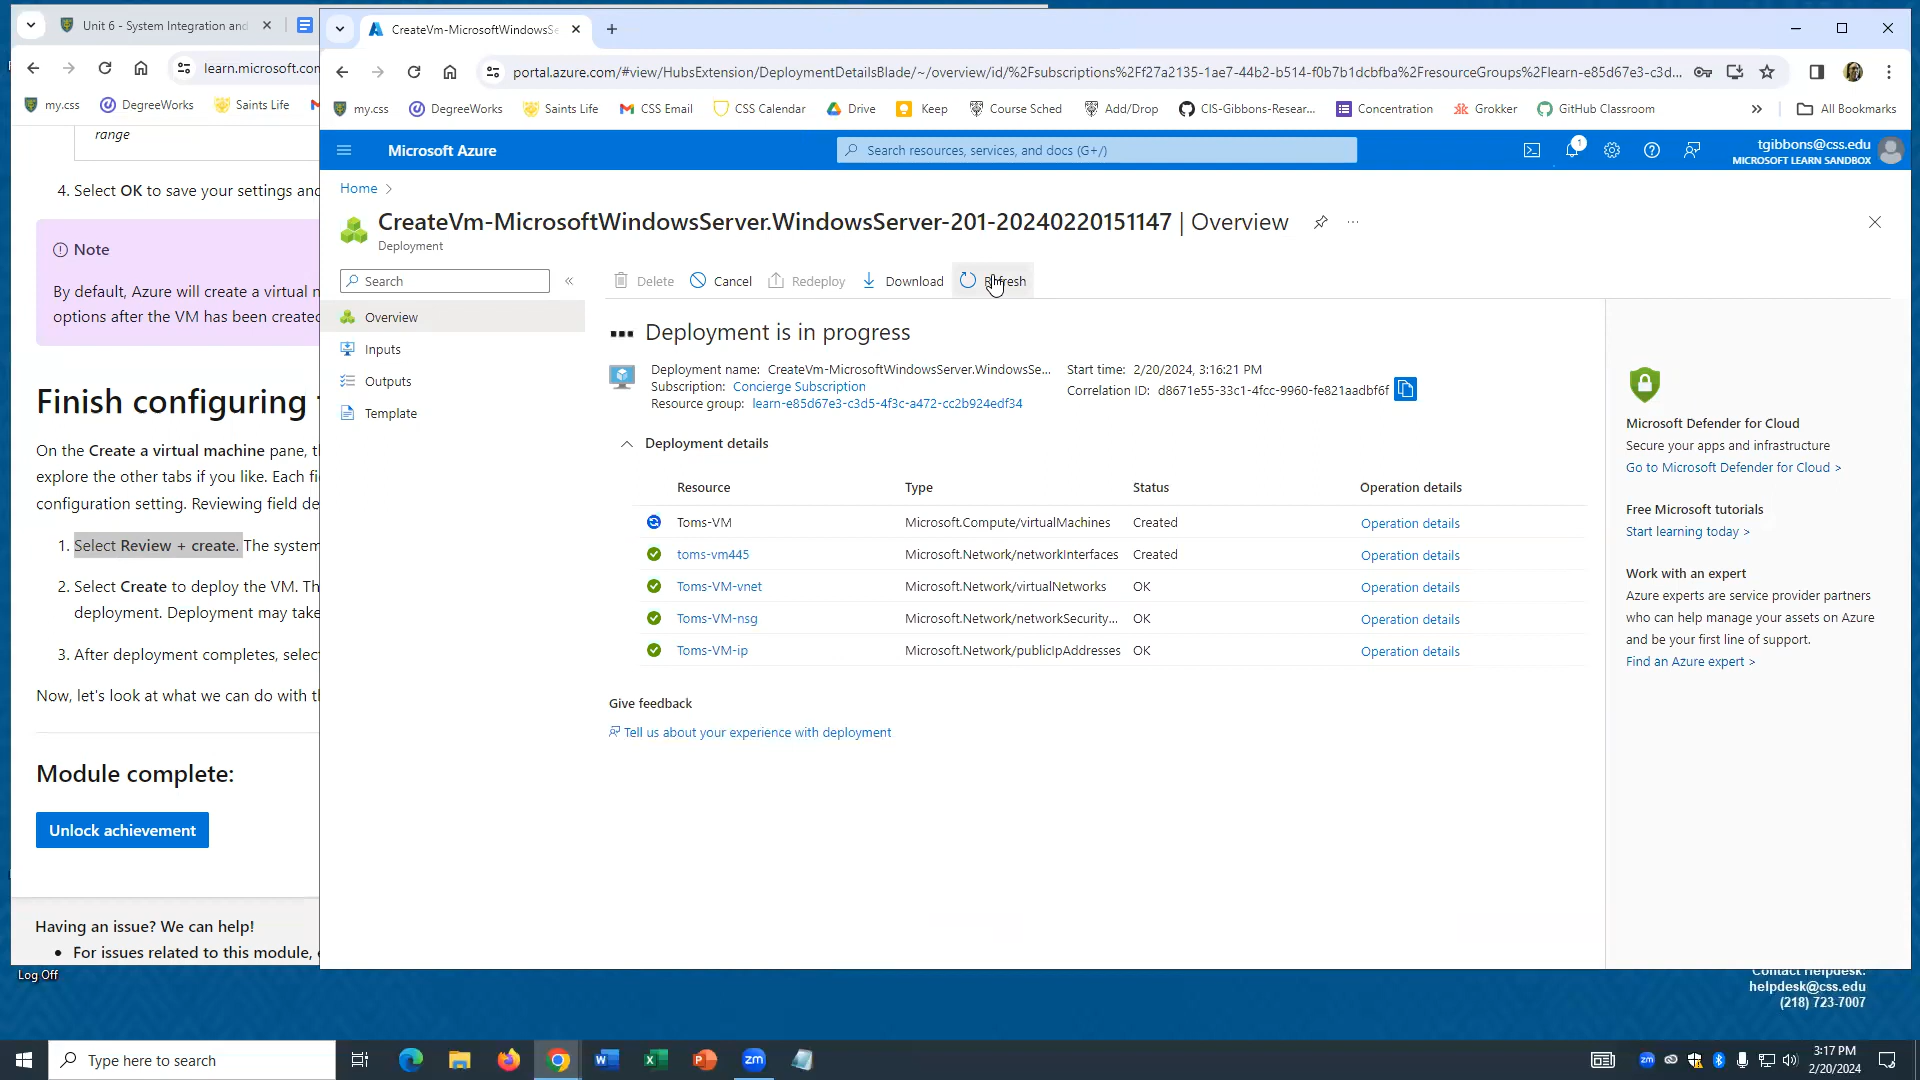 Unit 6 - System Integration and
learn.microsoft.com
my.css
DegreeWorks
Saints Life
range
4. Select OK to save your settings and
Note
By default, Azure will create a virtual n
options after the VM has been created
Finish configuring
On the Create a virtual machine pane, t
explore the other tabs if you like. Each fi
configuration setting. Reviewing field de
1. Select Review + create. The system
2. Select Create to deploy the VM. Th
deployment. Deployment may take
3. After deployment completes, select
Now, let's look at what we can do with t
Module complete:
Unlock achievement
Having an issue? We can help!
• For issues related to this module,
Log Off
CreateVm-MicrosoftWindowsSe
portal.azure.com/#view/HubsExtension/DeploymentDetailsBlade/~/overview/id/%2Fsubscriptions%2Ff27a2135-1ae7-44b2-b514-f0b7b1dcbfba%2FresourceGroups%2Flearn-e85d67e3-c3d...
my.css
DegreeWorks
Saints Life
CSS Email
CSS Calendar
Drive
Keep
Course Sched
Add/Drop
CIS-Gibbons-Resear...
Concentration
Grokker
GitHub Classroom
»
All Bookmarks
Microsoft Azure
Search resources, services, and docs (G+/)
1
tgibbons@css.edu
MICROSOFT LEARN SANDBOX
Home >
CreateVm-MicrosoftWindowsServer.WindowsServer-201-20240220151147 | Overview
...
Deployment
Search
«
Delete
Cancel
Redeploy
Download
Refresh
Overview
Inputs
Outputs
Template
Deployment is in progress
Deployment name: CreateVm-MicrosoftWindowsServer.WindowsSe...
Subscription: Concierge Subscription
Resource group: learn-e85d67e3-c3d5-4f3c-a472-cc2b924edf34
Start time: 2/20/2024, 3:16:21 PM
Correlation ID: d8671e55-33c1-4fcc-9960-fe821aadbf6f
Deployment details
Resource Type Status Operation details
Toms-VM Microsoft.Compute/virtualMachines Created Operation details
toms-vm445 Microsoft.Network/networkInterfaces Created Operation details
Toms-VM-vnet Microsoft.Network/virtualNetworks OK Operation details
Toms-VM-nsg Microsoft.Network/networkSecurity... OK Operation details
Toms-VM-ip Microsoft.Network/publicIpAddresses OK Operation details
Give feedback
Tell us about your experience with deployment
Microsoft Defender for Cloud
Secure your apps and infrastructure
Go to Microsoft Defender for Cloud >
Free Microsoft tutorials
Start learning today >
Work with an expert
Azure experts are service provider partners
who can help manage your assets on Azure
and be your first line of support.
Find an Azure expert >
Contact Helpdesk:
helpdesk@css.edu
(218) 723-7007
Type here to search
zm
zm
3:17 PM
2/20/2024